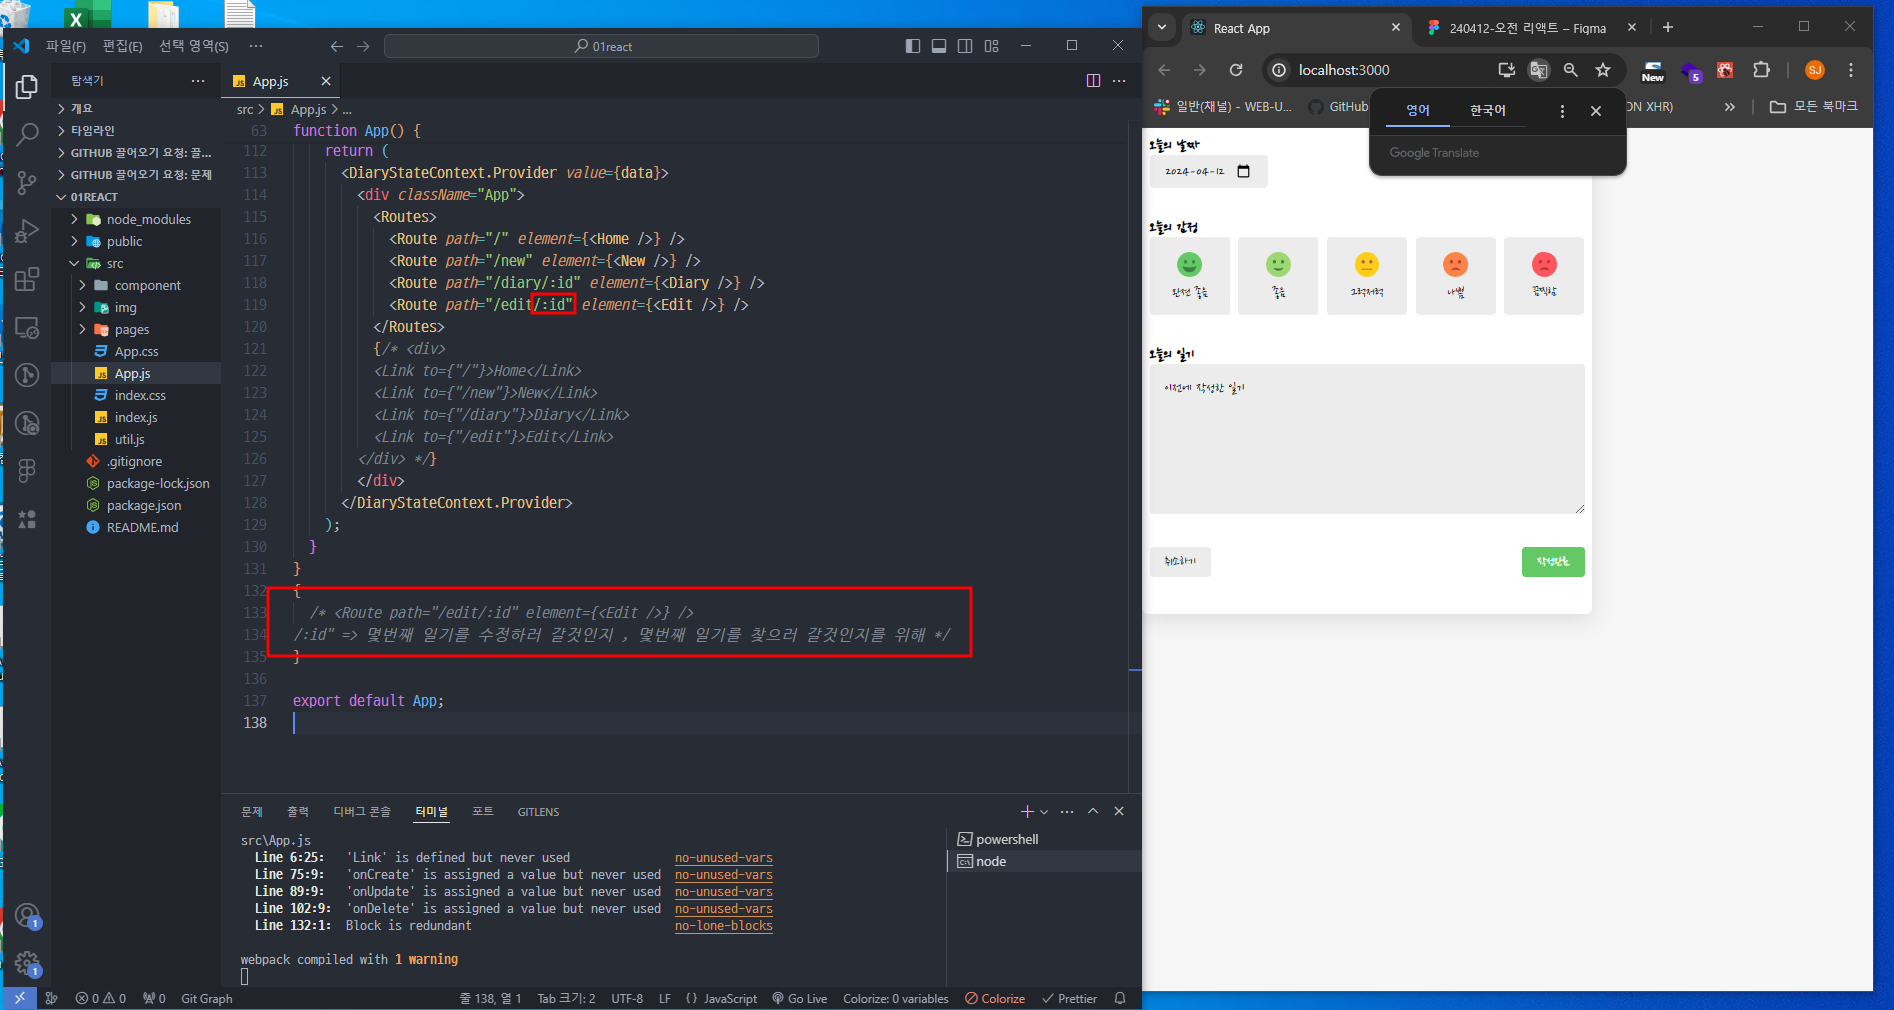 파일(F) 편집(E) 선택 영역(S) ···
01react
탐색기
개요
타임라인
GITHUB 끌어오기 요청: 끌...
GITHUB 끌어오기 요청: 문제
01REACT
node_modules
public
src
component
img
pages
App.css
App.js
index.css
index.js
util.js
.gitignore
package-lock.json
package.json
README.md
App.js
src > App.js > ...
63 function App() {
112 return (
113 <DiaryStateContext.Provider value={data}>
114 <div className="App">
115 <Routes>
116 <Route path="/" element={<Home />} />
117 <Route path="/new" element={<New />} />
118 <Route path="/diary/:id" element={<Diary />} />
119 <Route path="/edit/:id" element={<Edit />} />
120 </Routes>
121 {/* <div>
122 <Link to={"/"}>Home</Link>
123 <Link to={"/new"}>New</Link>
124 <Link to={"/diary"}>Diary</Link>
125 <Link to={"/edit"}>Edit</Link>
126 </div> */}
127 </div>
128 </DiaryStateContext.Provider>
129 );
130 }
131 }
132 {
133 /* <Route path="/edit/:id" element={<Edit />} />
134 /:id" => 몇번째 일기를 수정하러 갈것인지 , 몇번째 일기를 찾으러 갈것인지를 위해 */
135 }
136
137 export default App;
138
문제 출력 디버그 콘솔 터미널 포트 GITLENS
src\App.js
Line 6:25: 'Link' is defined but never used no-unused-vars
Line 75:9: 'onCreate' is assigned a value but never used no-unused-vars
Line 89:9: 'onUpdate' is assigned a value but never used no-unused-vars
Line 102:9: 'onDelete' is assigned a value but never used no-unused-vars
Line 132:1: Block is redundant no-lone-blocks
webpack compiled with 1 warning
powershell
node
1
1
0 0 0 Git Graph
줄 138, 열 1 Tab 크기: 2 UTF-8 LF {} JavaScript Go Live Colorize: 0 variables Colorize Prettier
React App
240412-오전 리액트 – Figma
localhost:3000
New
5
SJ
일반(채널) - WEB-U...
GitHub
ON XHR)
모든 북마크
영어 한국어
Google Translate
오늘의 날짜
2024-04-12
오늘의 감정
완전 좋음
좋음
그럭저럭
나쁨
끔찍함
오늘의 일기
이전에 작성한 일기
취소하기
작성완료